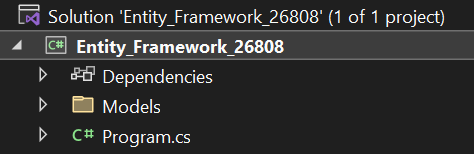 Solution 'Entity_Framework_26808' (1 of 1 project)
C# Entity_Framework_26808
Dependencies
Models
C# Program.cs